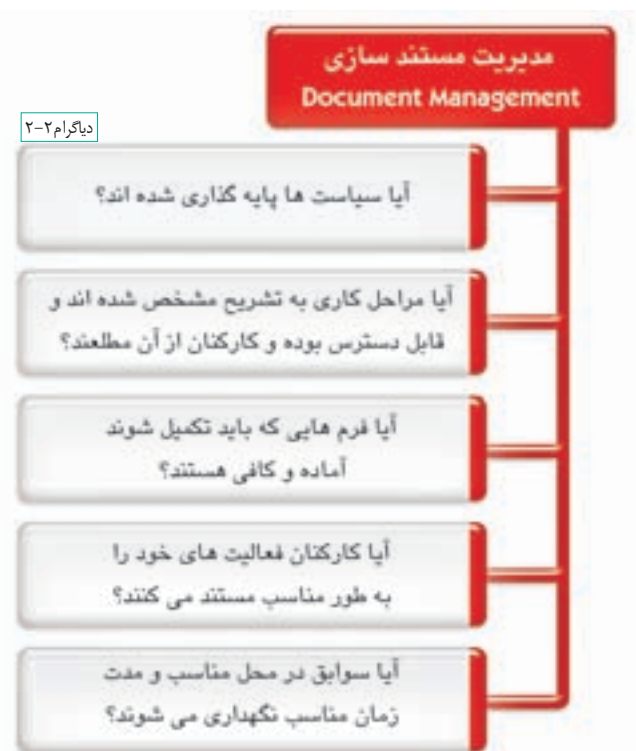 مدیریت مستند سازی
Document Management
دیاگرام۲-۲
آیا سیاست ها پایه گذاری شده اند؟
آیا مراحل کاری به تشریح مشخص شده اند و
قابل دسترس بوده و کارکنان از آن مطلعند؟
آیا فرم هایی که باید تکمیل شوند
آماده و کافی هستند؟
آیا کارکنان فعالیت های خود را
به طور مناسب مستند می کنند؟
آیا سوابق در محل مناسب و مدت
زمان مناسب نگهداری می شوند؟